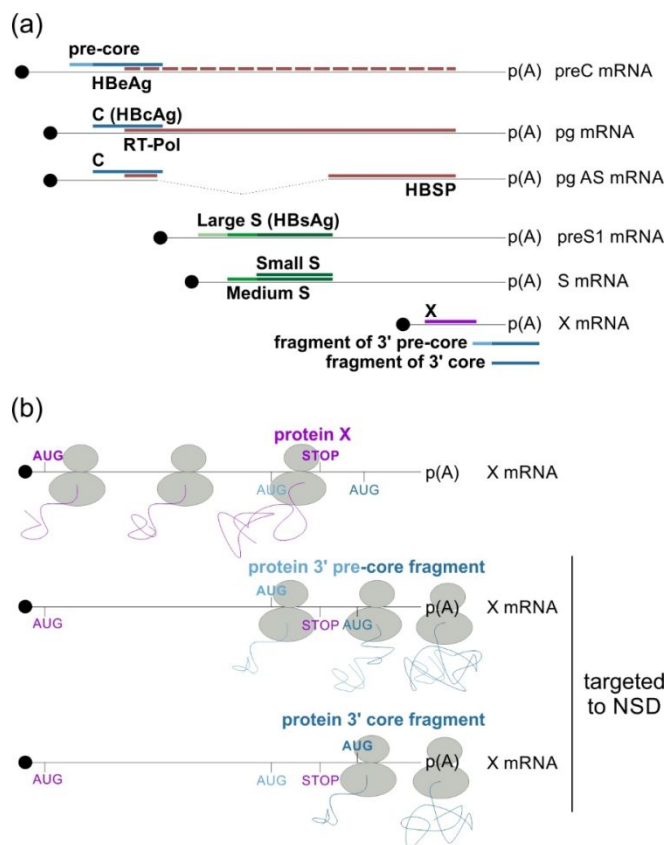 (a)
pre-core
HBeAg
p(A) preC mRNA
C (HBcAg)
RT-Pol
p(A) pg mRNA
C
HBSP
p(A) pg AS mRNA
Large S (HBsAg)
p(A) preS1 mRNA
Small S
Medium S
p(A) S mRNA
X
p(A) X mRNA
fragment of 3' pre-core
fragment of 3' core
(b)
protein X
AUG
STOP
AUG
AUG
p(A) X mRNA
protein 3' pre-core fragment
AUG
p(A) X mRNA
AUG
STOP
AUG
protein 3' core fragment
AUG
p(A) X mRNA
AUG
AUG
STOP
targeted
to NSD